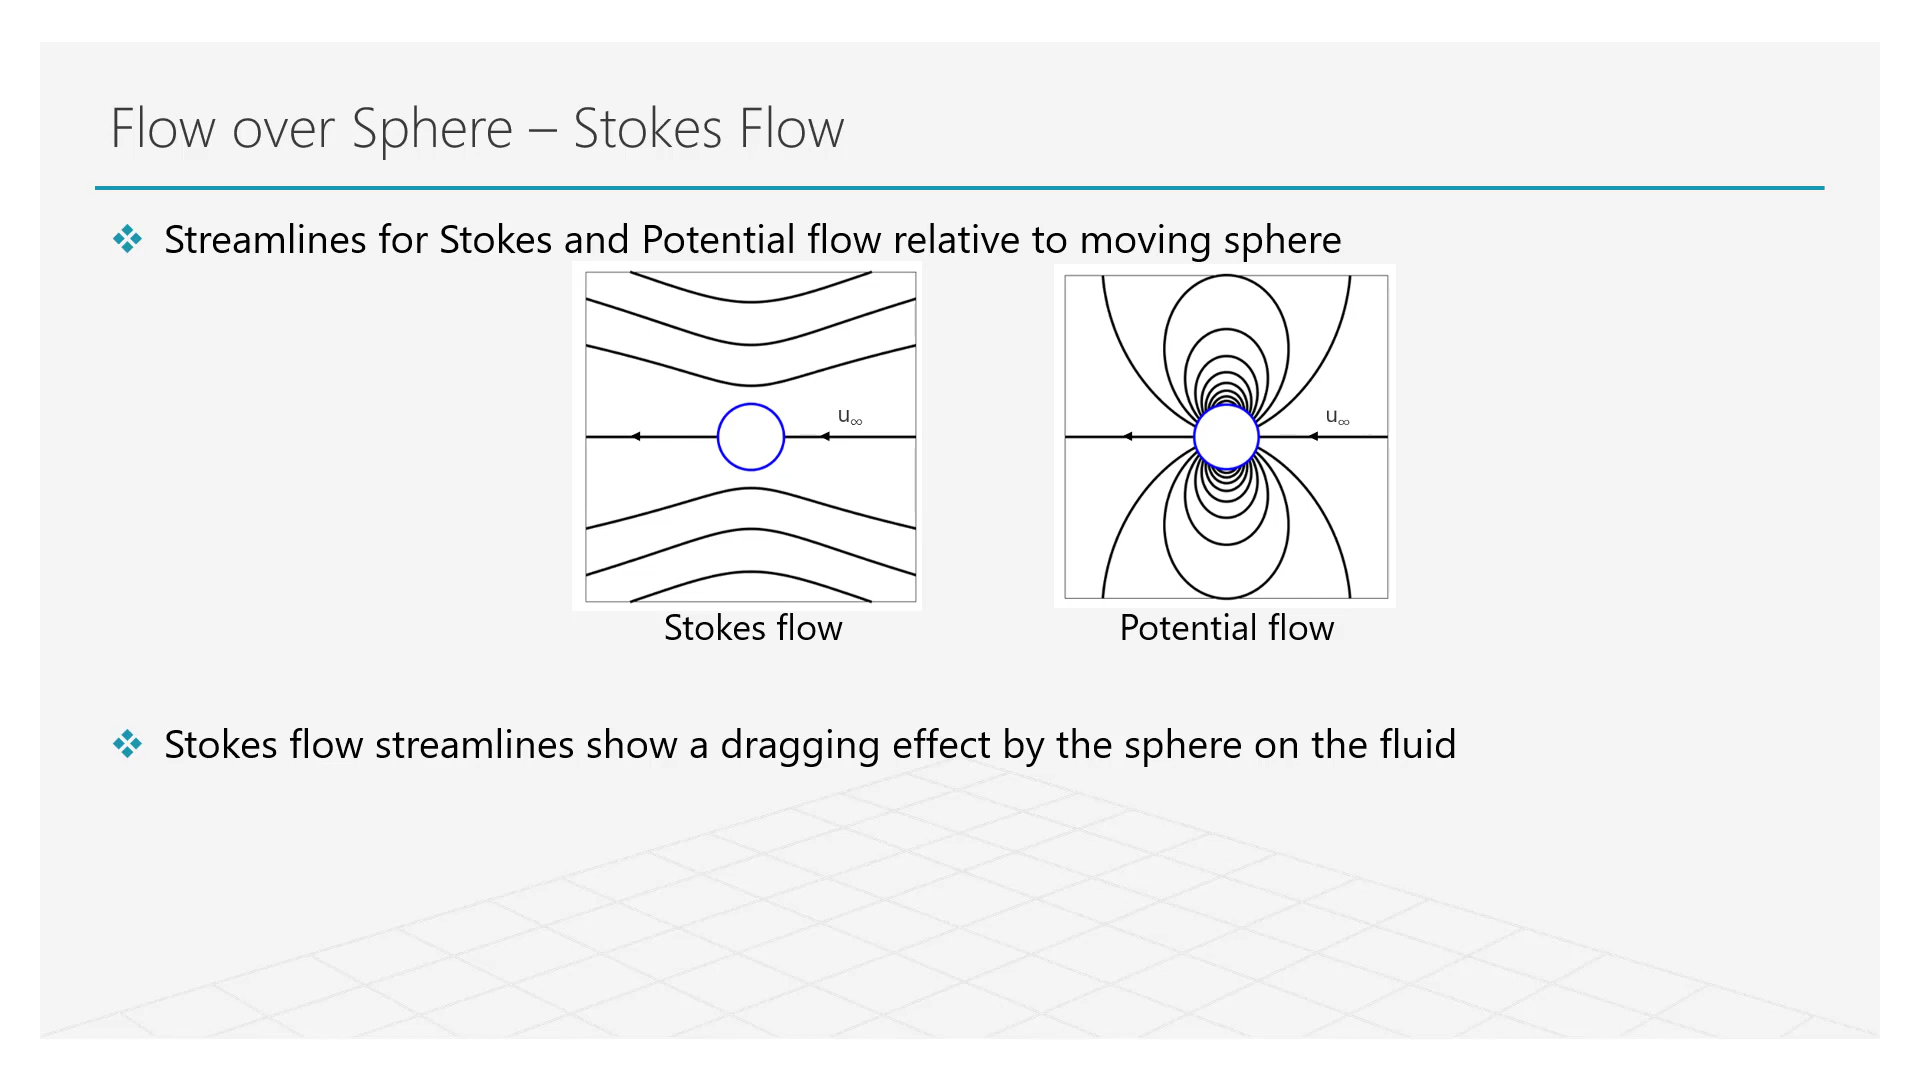 Flow over Sphere – Stokes Flow
❖ Streamlines for Stokes and Potential flow relative to moving sphere
u∞
u∞
Stokes flow
Potential flow
❖ Stokes flow streamlines show a dragging effect by the sphere on the fluid